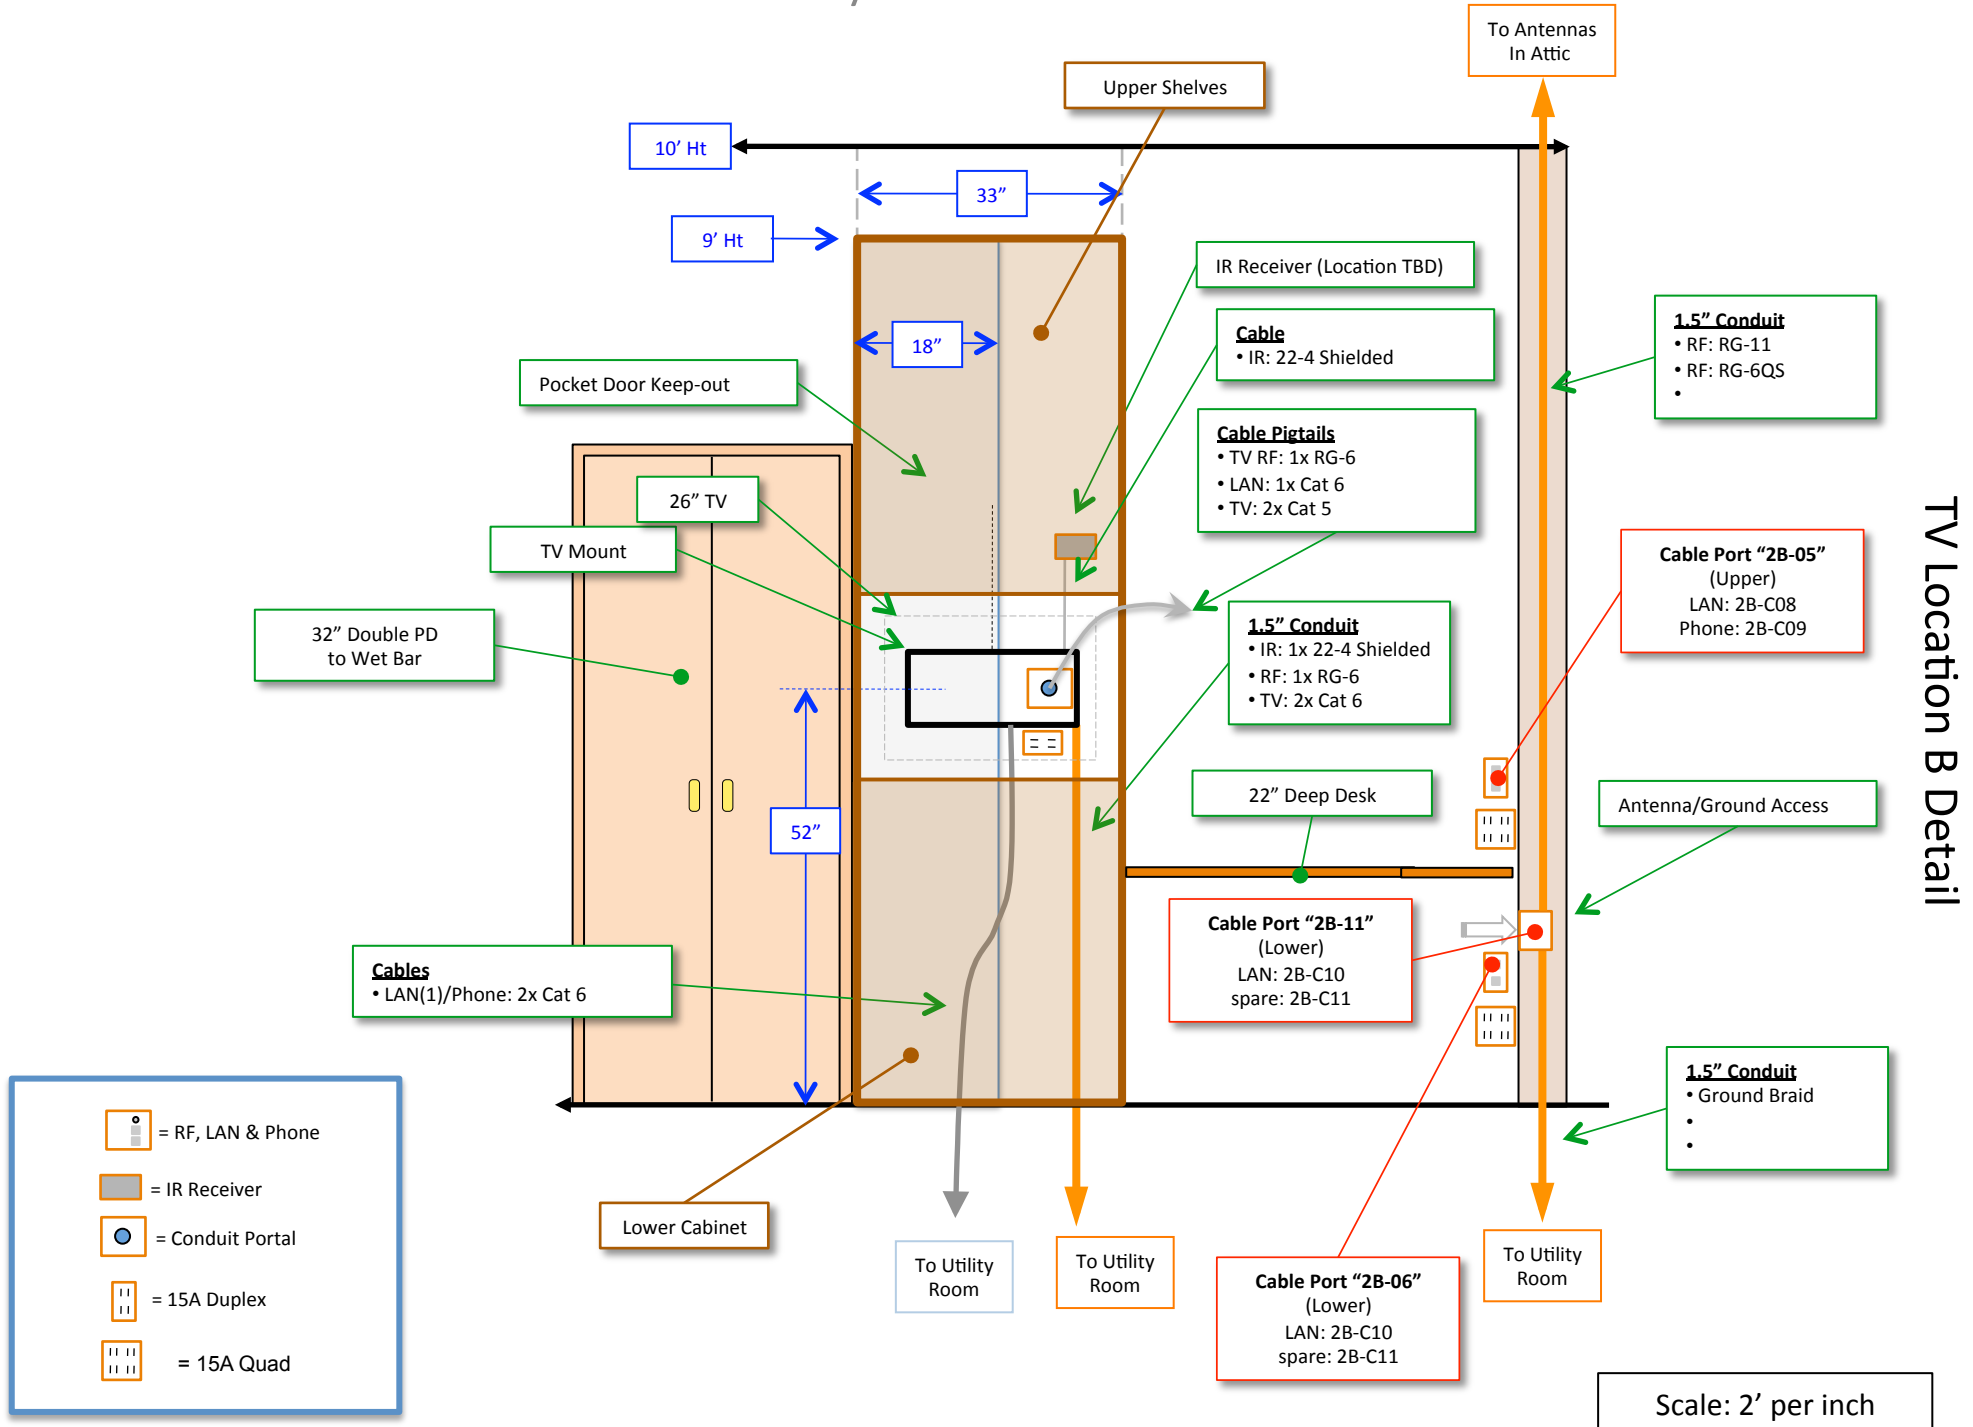 To Antennas
In Attic
Upper Shelves
10’ Ht
33”
9’ Ht
IR Receiver (Location TBD)
18”
Cable
• IR: 22-4 Shielded
1.5” Conduit
• RF: RG-11
• RF: RG-6QS
•
Pocket Door Keep-out
Cable Pigtails
• TV RF: 1x RG-6
• LAN: 1x Cat 6
• TV: 2x Cat 5
26” TV
TV Mount
Cable Port “2B-05”
(Upper)
LAN: 2B-C08
Phone: 2B-C09
TV Location B Detail
32” Double PD
to Wet Bar
1.5” Conduit
• IR: 1x 22-4 Shielded
• RF: 1x RG-6
• TV: 2x Cat 6
22” Deep Desk
Antenna/Ground Access
52”
Cable Port “2B-11”
(Lower)
LAN: 2B-C10
spare: 2B-C11
Cables
• LAN(1)/Phone: 2x Cat 6
1.5” Conduit
• Ground Braid
•
•
= RF, LAN & Phone
= IR Receiver
= Conduit Portal
= 15A Duplex
= 15A Quad
Lower Cabinet
To Utility
Room
To Utility
Room
Cable Port “2B-06”
(Lower)
LAN: 2B-C10
spare: 2B-C11
To Utility
Room
Scale: 2’ per inch